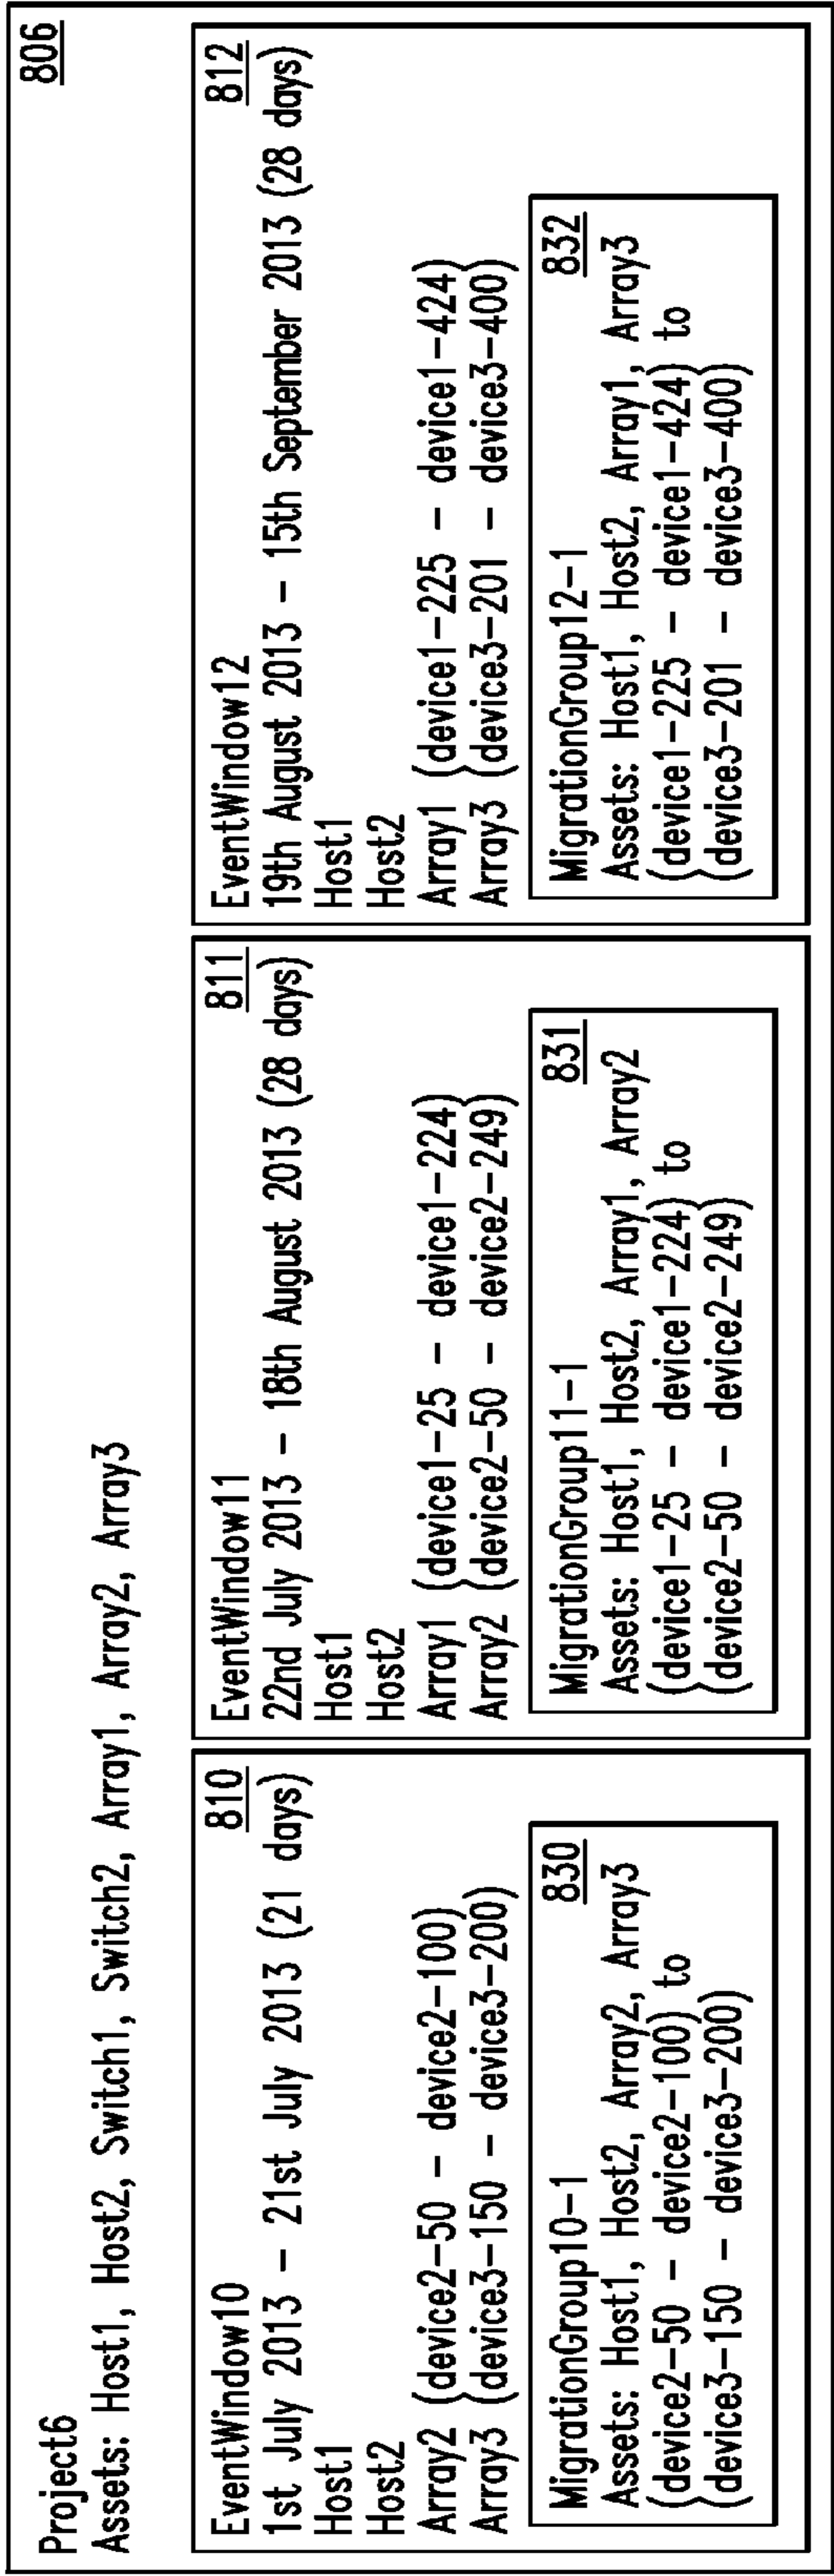 Project6
806
Assets: Host1, Host2, Switch1, Switch2, Array1, Array2, Array3
EventWindow10
810
1st July 2013 – 21st July 2013 (21 days)
Host1
Host2
Array2 (device2–50 – device2–100)
Array3 (device3–150 – device3–200)
MigrationGroup10–1
830
Assets: Host1, Host2, Array2, Array3
(device2–50 – device2–100) to
(device3–150 – device3–200)
EventWindow11
811
22nd July 2013 – 18th August 2013 (28 days)
Host1
Host2
Array1 (device1–25 – device1–224)
Array2 (device2–50 – device2–249)
MigrationGroup11–1
831
Assets: Host1, Host2, Array1, Array2
(device1–25 – device1–224) to
(device2–50 – device2–249)
EventWindow12
812
19th August 2013 – 15th September 2013 (28 days)
Host1
Host2
Array1 (device1–225 – device1–424)
Array3 (device3–201 – device3–400)
MigrationGroup12–1
832
Assets: Host1, Host2, Array1, Array3
(device1–225 – device1–424) to
(device3–201 – device3–400)